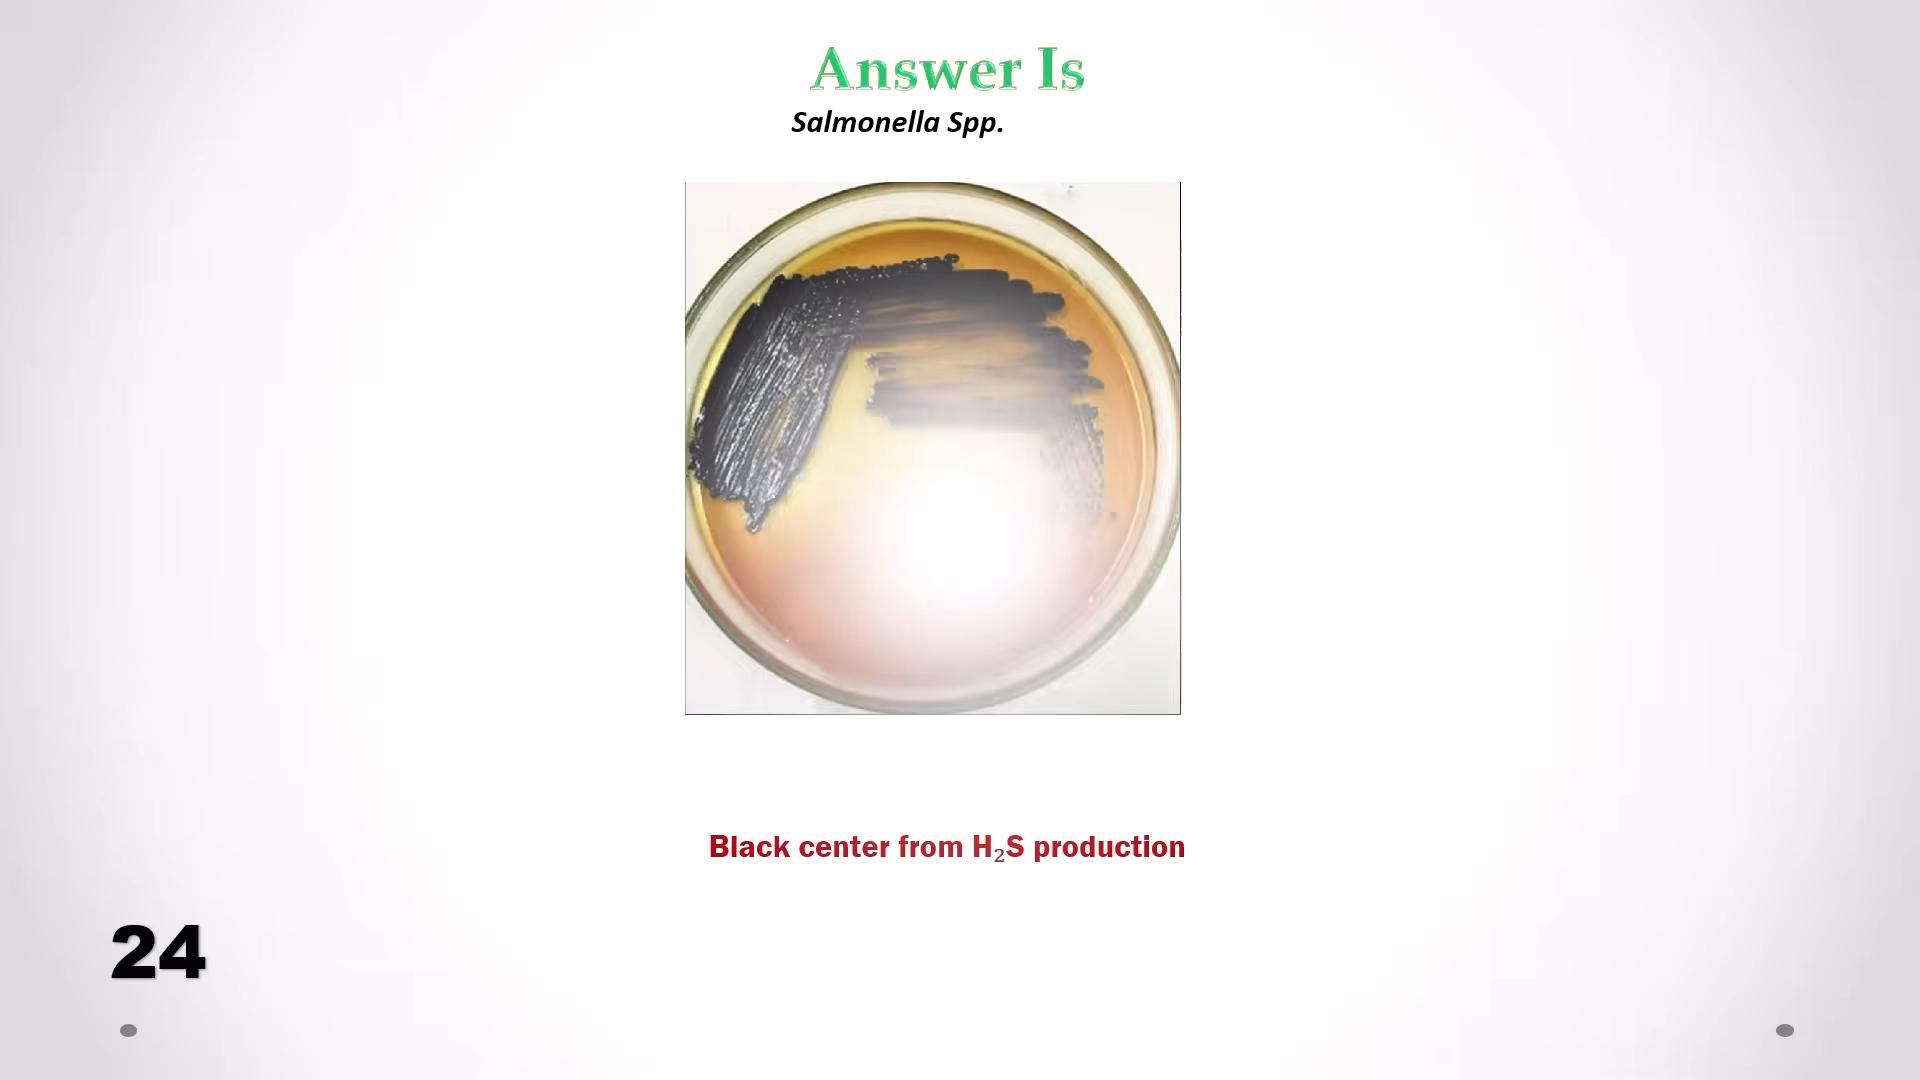 Answer Is
Salmonella Spp.
Black center from H₂S production
24